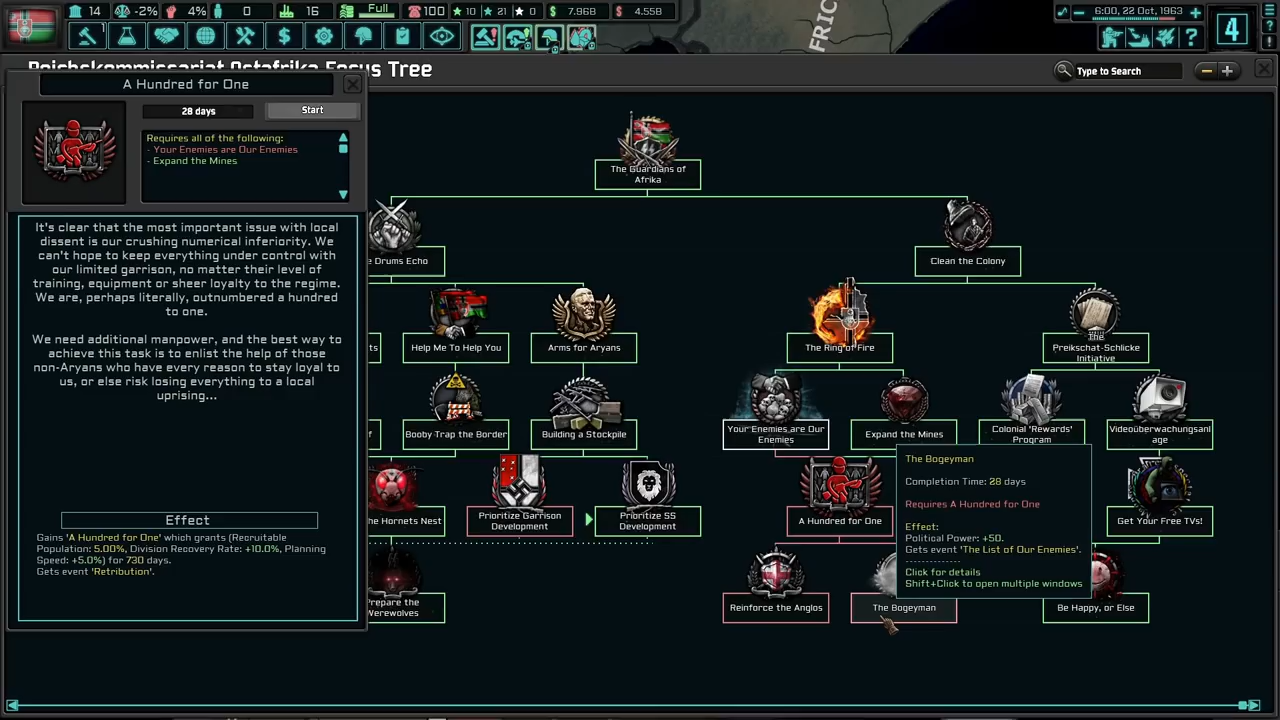 14
-2%
4%
0
16
Full
100
10
21
0
$ 7.96B
$ 4.55B
6:00, 22 Oct, 1963
4
FRIC
Reichskommissariat Ostafrika Focus Tree
Type to Search
A Hundred for One
28 days
Start
Requires all of the following:
- Your Enemies are Our Enemies
- Expand the Mines
It's clear that the most important issue with local
dissent is our crushing numerical inferiority. We
can't hope to keep everything under control with
our limited garrison, no matter their level of
training, equipment or sheer loyalty to the regime.
We are, perhaps literally, outnumbered a hundred
to one.
We need additional manpower, and the best way to
achieve this task is to enlist the help of those
non-Aryans who have every reason to stay loyal to
us, or else risk losing everything to a local
uprising...
Effect
Gains 'A Hundred for One' which grants (Recruitable
Population: 5.00%, Division Recovery Rate: +10.0%, Planning
Speed: +5.0%) for 730 days.
Gets event 'Retribution'.
The Guardians of
Afrika
e Drums Echo
Clean the Colony
ts
Help Me To Help You
Arms for Aryans
The Ring of Fire
The
Preikschat-Schlicke
Initiative
f
Booby Trap the Border
Building a Stockpile
Your Enemies are Our
Enemies
Expand the Mines
Colonial 'Rewards'
Program
Videoüberwachungsanl
age
he Hornets Nest
Prioritize Garrison
Development
Prioritize SS
Development
A Hundred for One
Get Your Free TVs!
Prepare the
Werewolves
Reinforce the Anglos
The Bogeyman
Be Happy, or Else
The Bogeyman
Completion Time: 28 days
Requires A Hundred for One
Effect:
Political Power: +50.
Gets event 'The List of Our Enemies'.
--------------
Click for details
Shift+Click to open multiple windows